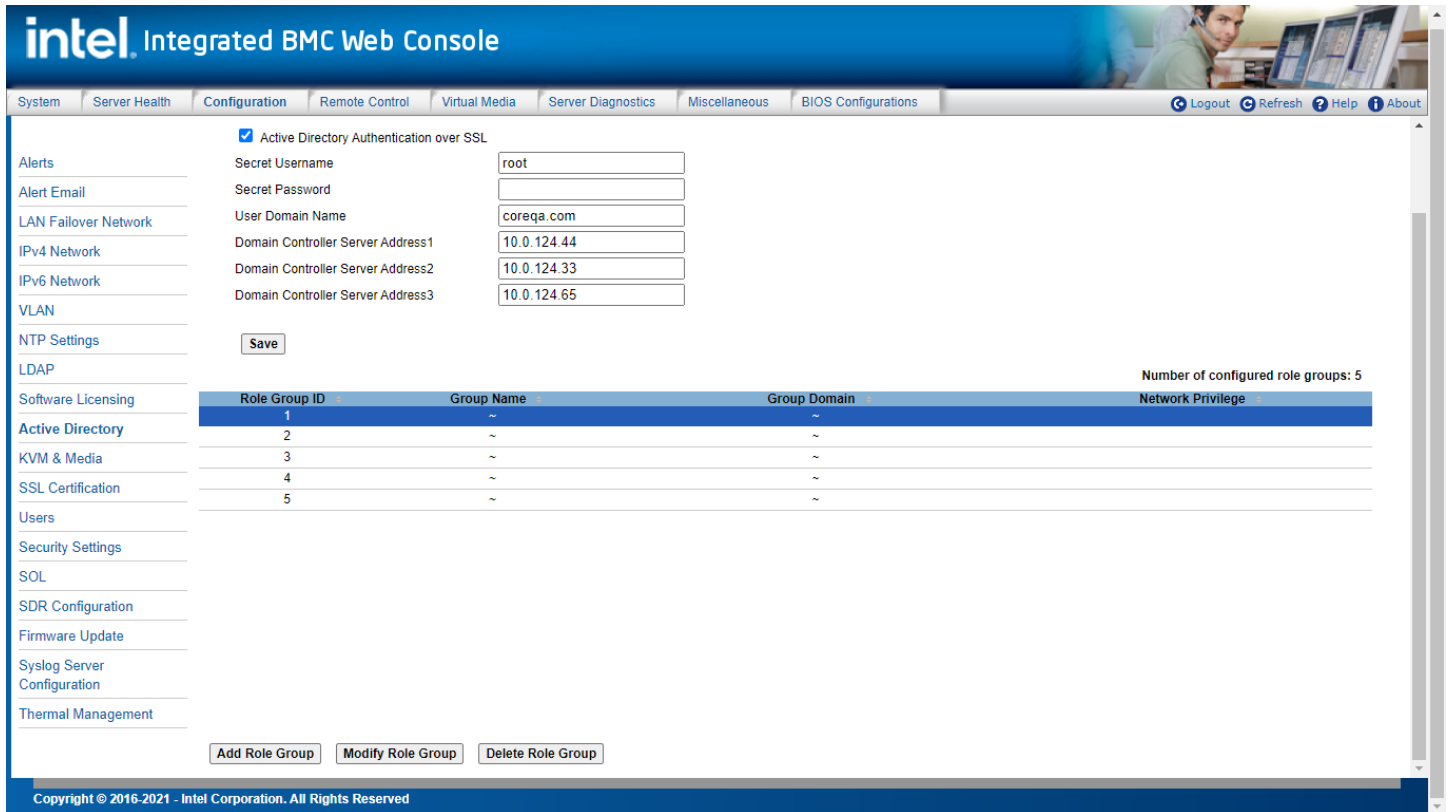 intel. Integrated BMC Web Console
System Server Health Configuration Remote Control Virtual Media Server Diagnostics Miscellaneous BIOS Configurations Logout Refresh Help About
Active Directory Authentication over SSL
Alerts
Alert Email
LAN Failover Network
IPv4 Network
IPv6 Network
VLAN
NTP Settings
LDAP
Software Licensing
Active Directory
KVM & Media
SSL Certification
Users
Security Settings
SOL
SDR Configuration
Firmware Update
Syslog Server
Configuration
Thermal Management
Secret Username root
Secret Password
User Domain Name coreqa.com
Domain Controller Server Address1 10.0.124.44
Domain Controller Server Address2 10.0.124.33
Domain Controller Server Address3 10.0.124.65
Save
Number of configured role groups: 5
Role Group ID Group Name Group Domain Network Privilege
1 ~ ~
2 ~ ~
3 ~ ~
4 ~ ~
5 ~ ~
Add Role Group Modify Role Group Delete Role Group
Copyright © 2016-2021 - Intel Corporation. All Rights Reserved